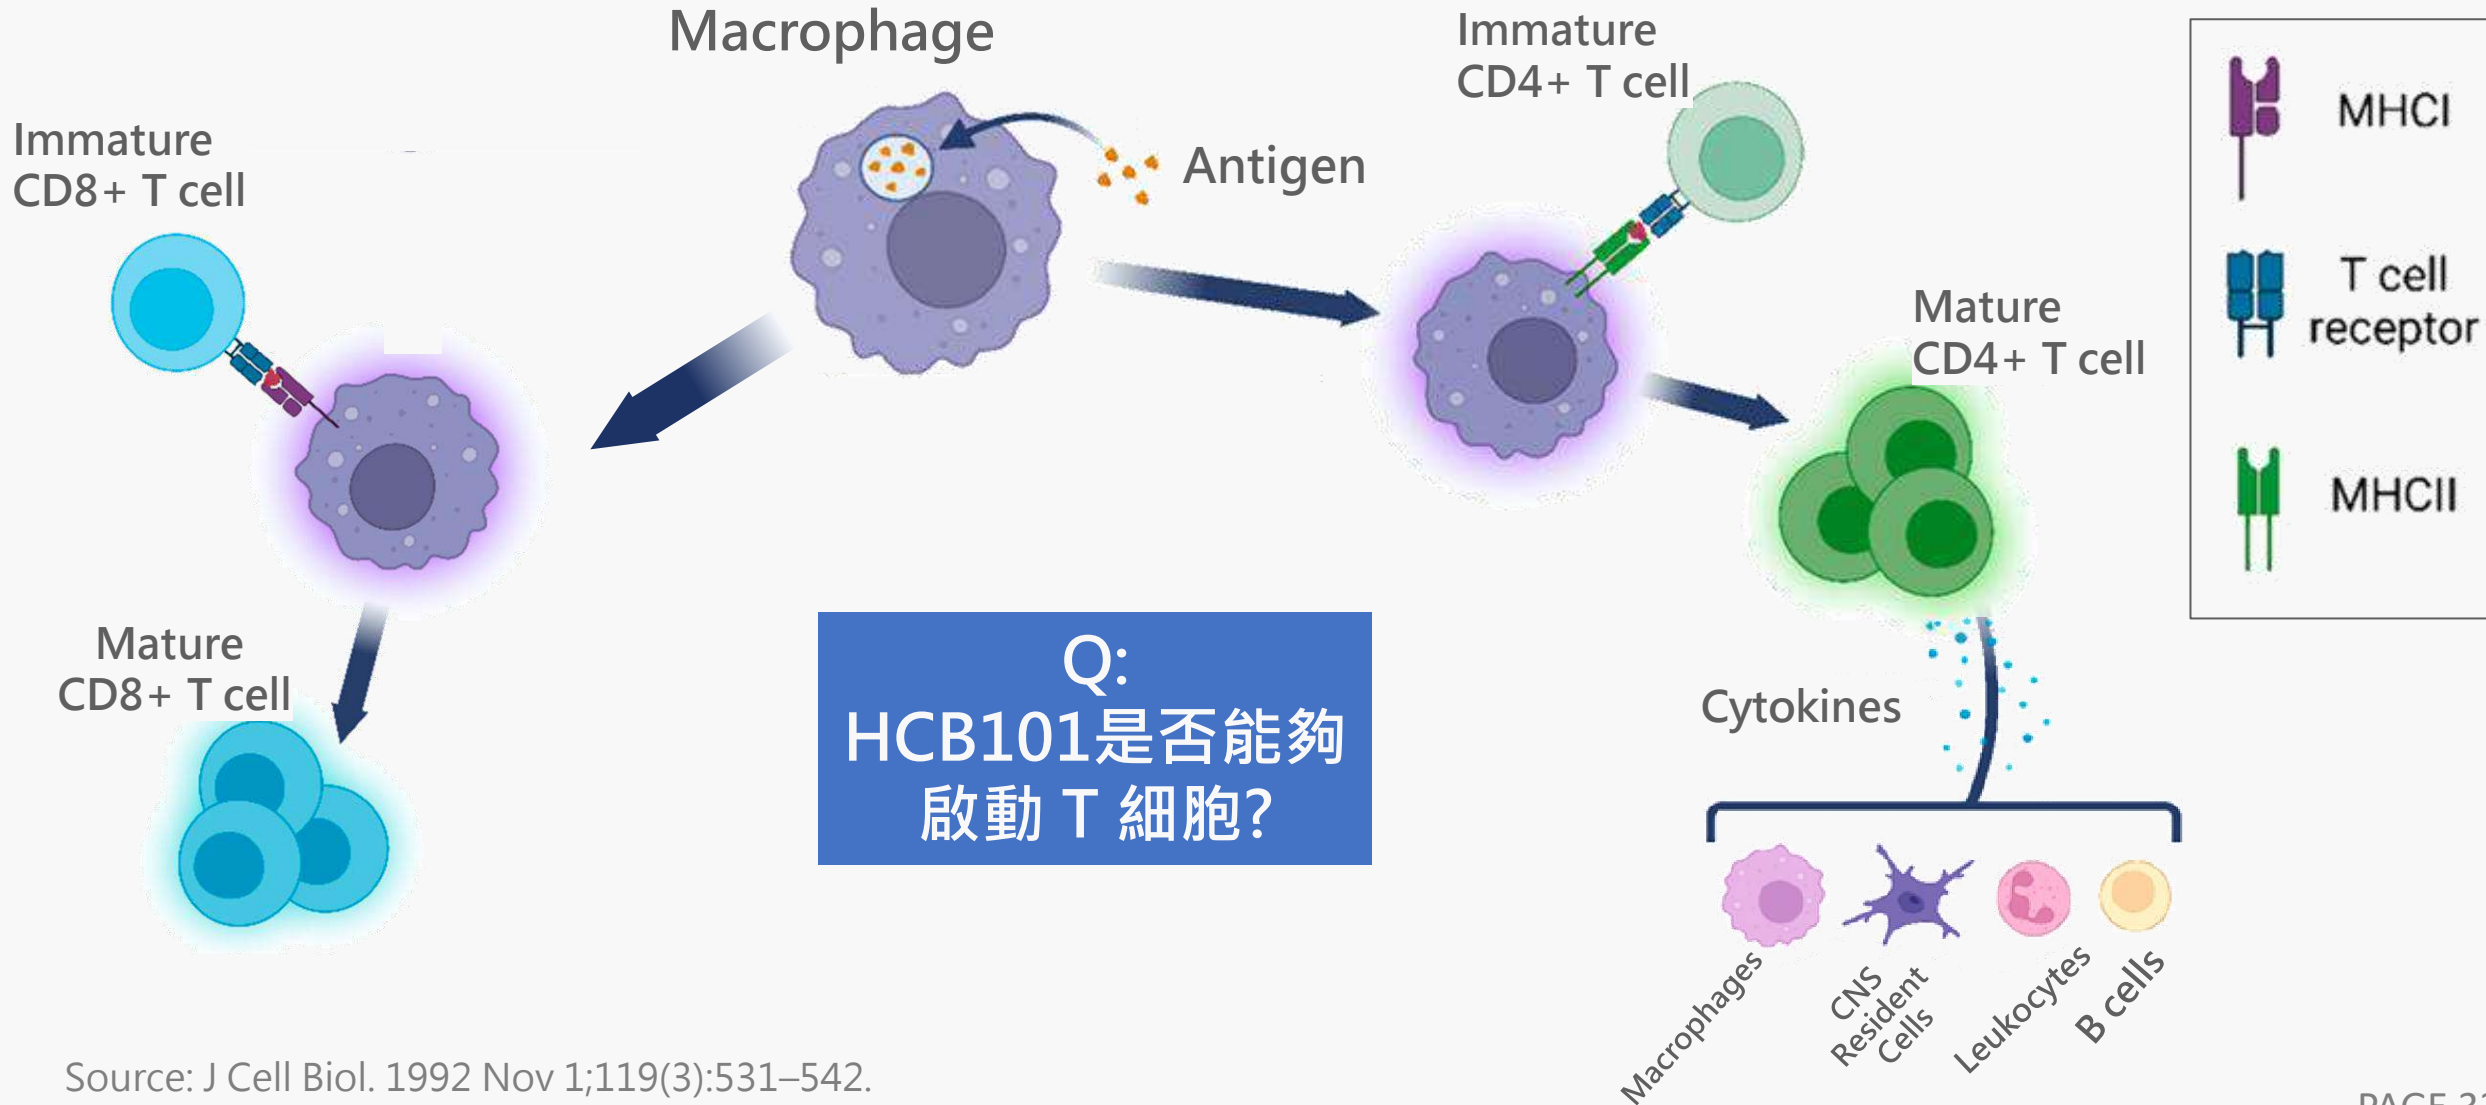 Macrophage
Immature
CD4+ T cell
MHCI
Immature
CD8+ T cell
Antigen
T cell
receptor
Mature
CD4+ T cell
MHCII
Mature
CD8+ T cell
Q:
HCB101是否能夠
啟動 T 細胞?
Cytokines
Macrophages
CNS
Resident
Cells
Leukocytes
B cells
Source: J Cell Biol. 1992 Nov 1;119(3):531–542.
PAGE